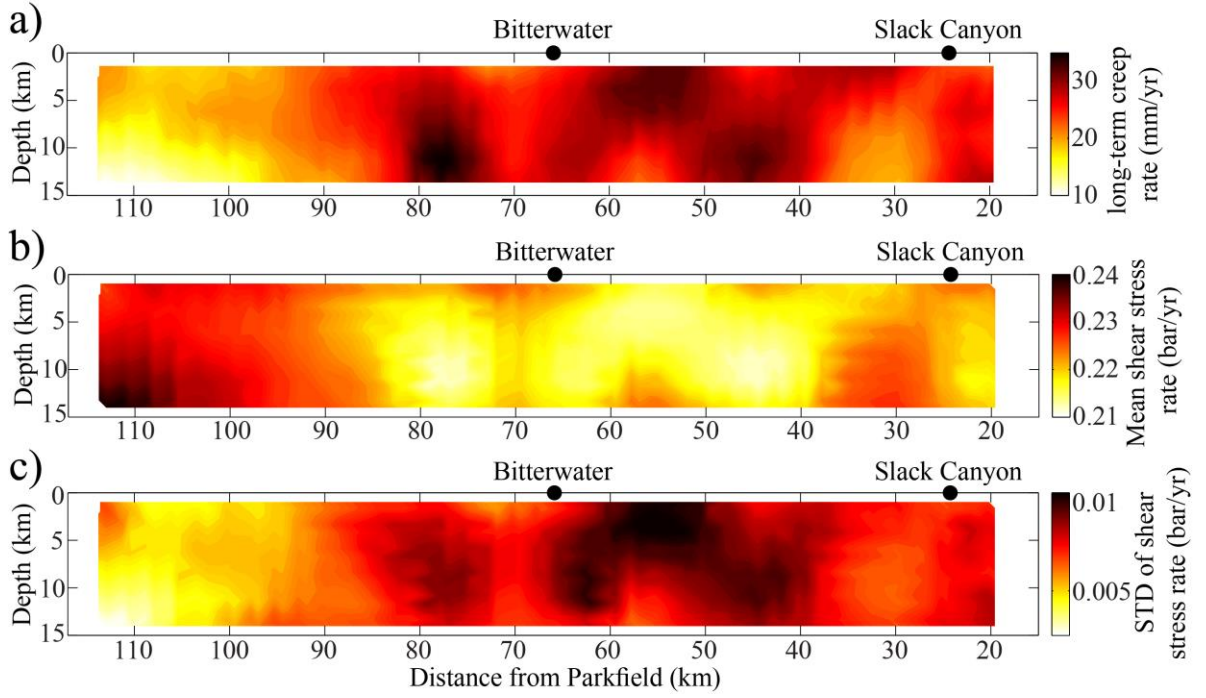 a)
Bitterwater
Slack Canyon
0
5
10
15
Depth (km)
110
100
90
80
70
60
50
40
30
20
30
20
10
long-term creep
rate (mm/yr)
b)
Bitterwater
Slack Canyon
0
5
10
15
Depth (km)
110
100
90
80
70
60
50
40
30
20
0.24
0.23
0.22
0.21
Mean shear stress
rate (bar/yr)
c)
Bitterwater
Slack Canyon
0
5
10
15
Depth (km)
110
100
90
80
70
60
50
40
30
20
Distance from Parkfield (km)
0.01
0.005
STD of shear
stress rate (bar/yr)